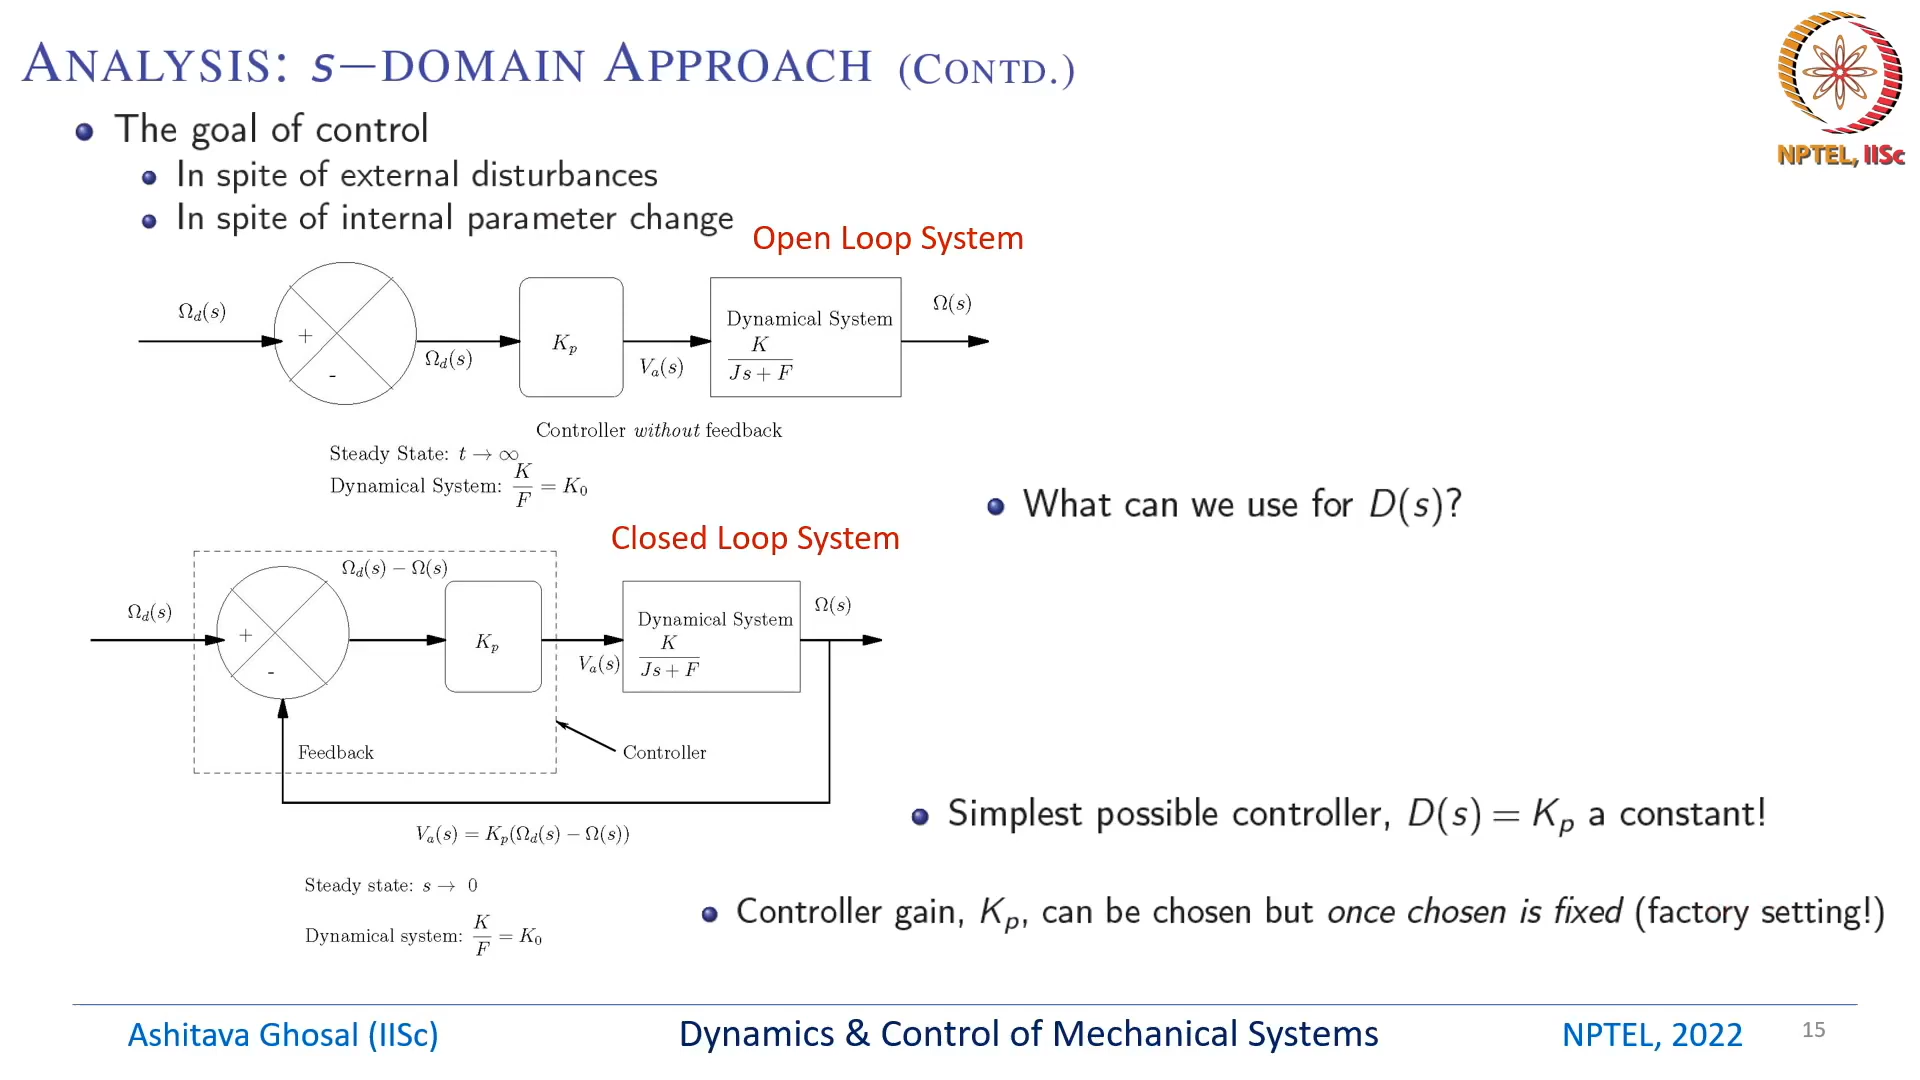 ANALYSIS: s−DOMAIN APPROACH (CONTD.)
NPTEL, IISc
The goal of control
In spite of external disturbances
In spite of internal parameter change
Open Loop System
Ω_d(s)
+
-
Ω_d(s)
K_p
V_a(s)
Dynamical System
K
Js + F
Ω(s)
Controller without feedback
Steady State: t → ∞
Dynamical System: K/F = K_0
What can we use for D(s)?
Closed Loop System
Ω_d(s)
+
-
Ω_d(s) − Ω(s)
K_p
V_a(s)
Dynamical System
K
Js + F
Ω(s)
Feedback
Controller
V_a(s) = K_p(Ω_d(s) − Ω(s))
Steady state: s → 0
Dynamical system: K/F = K_0
Simplest possible controller, D(s) = K_p a constant!
Controller gain, K_p, can be chosen but once chosen is fixed (factory setting!)
Ashitava Ghosal (IISc)
Dynamics & Control of Mechanical Systems
NPTEL, 2022
15